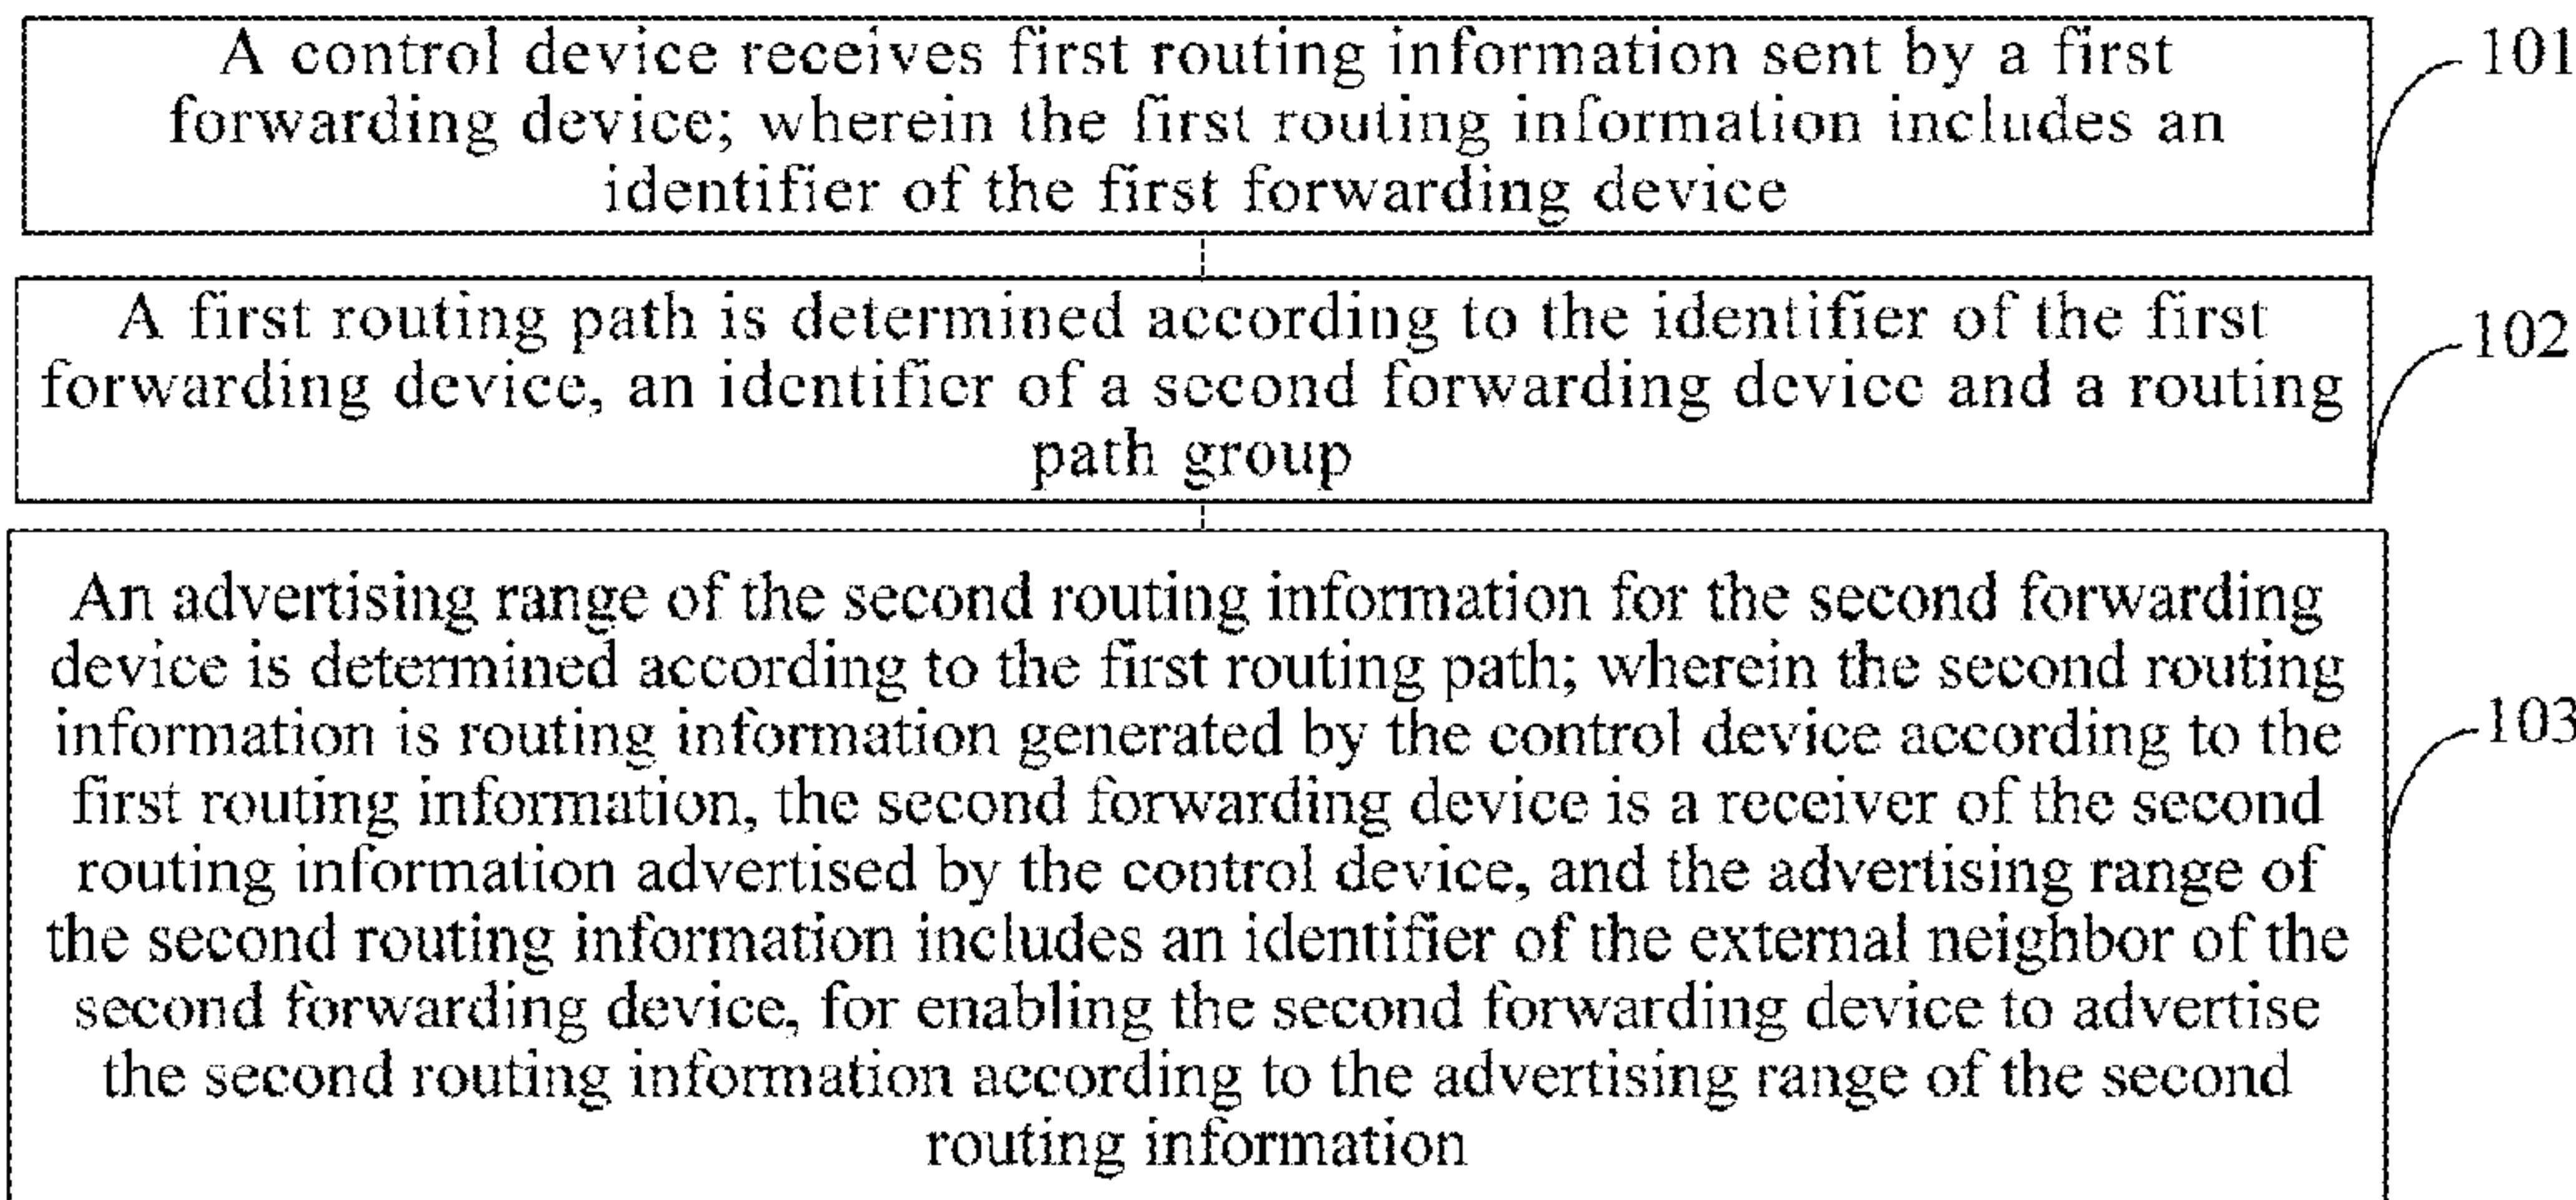 A control device receives first routing information sent by a first
forwarding device; wherein the first routing information includes an
identifier of the first forwarding device
101
A first routing path is determined according to the identifier of the first
forwarding device, an identifier of a second forwarding device and a routing
path group
102
An advertising range of the second routing information for the second forwarding
device is determined according to the first routing path; wherein the second routing
information is routing information generated by the control device according to the
first routing information, the second forwarding device is a receiver of the second
routing information advertised by the control device, and the advertising range of
the second routing information includes an identifier of the external neighbor of the
second forwarding device, for enabling the second forwarding device to advertise
the second routing information according to the advertising range of the second
routing information
103